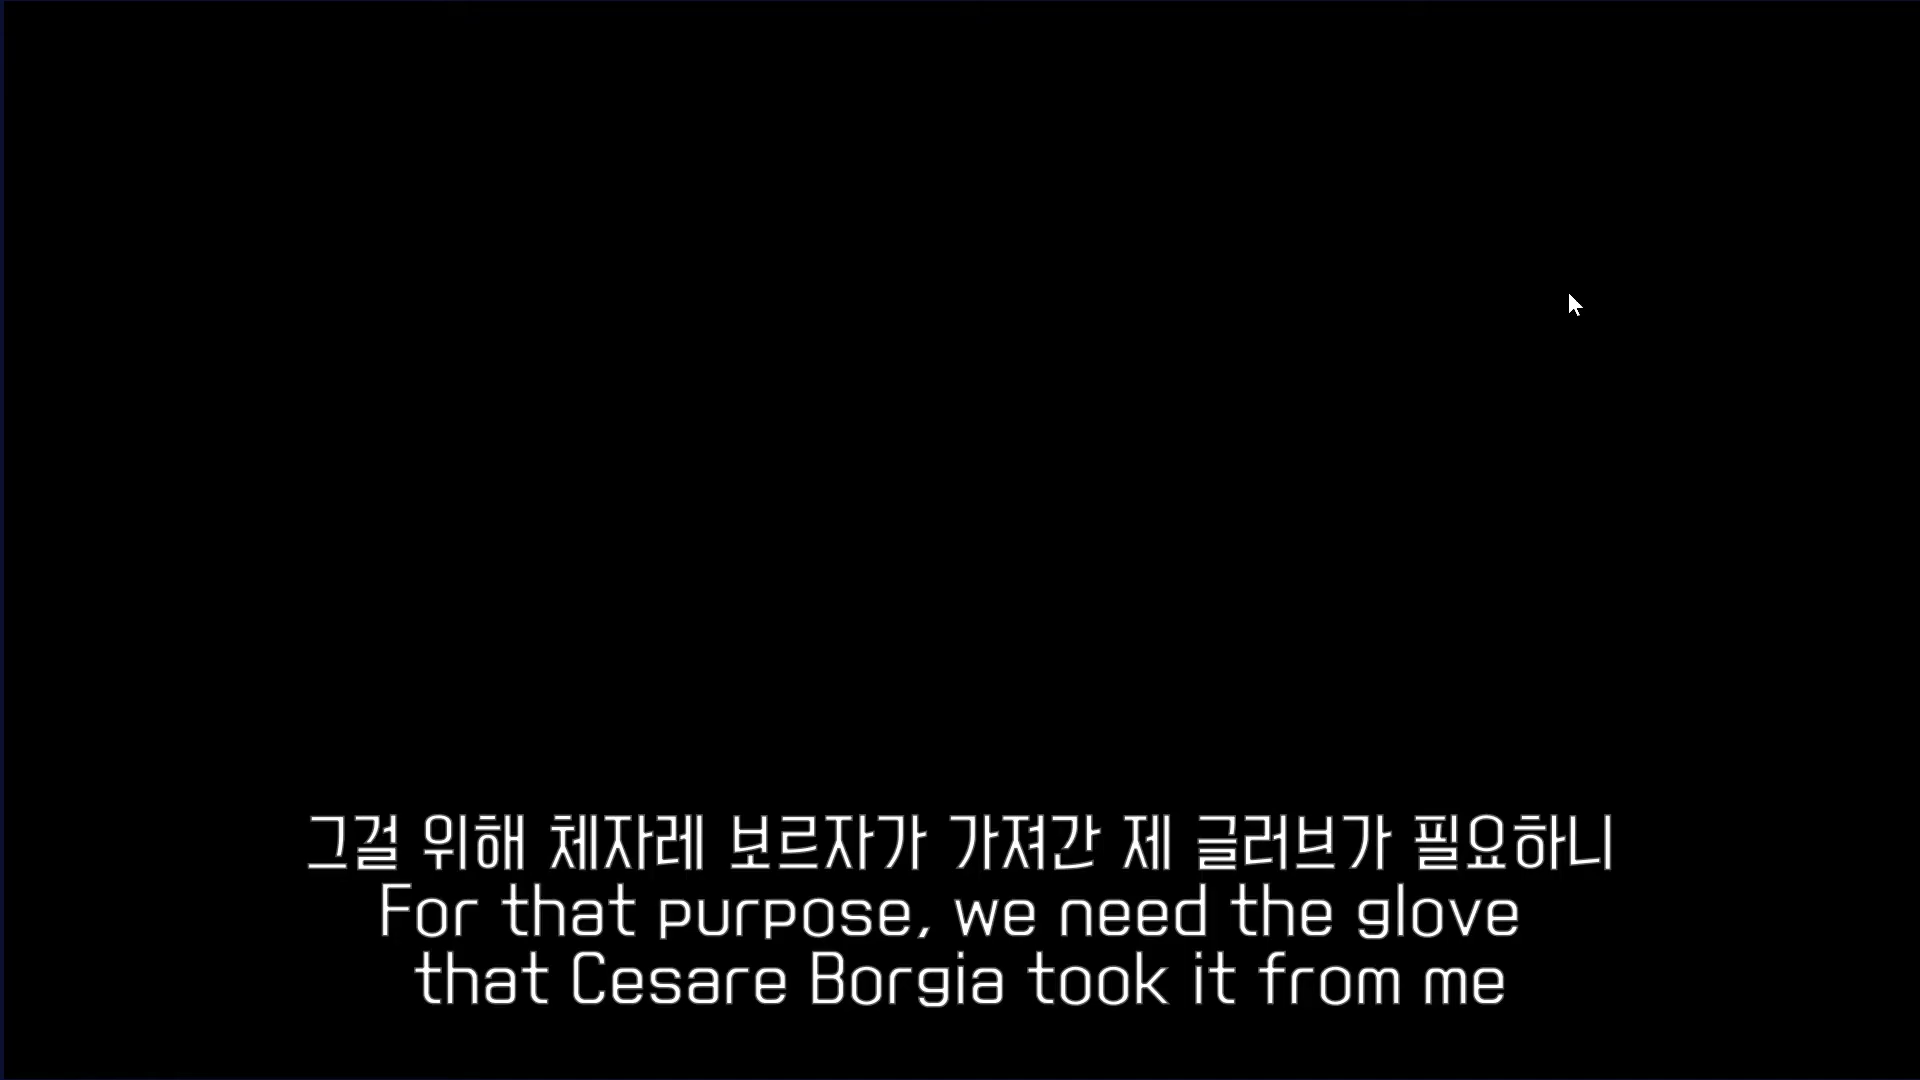 그걸 위해 체자레 보르자가 가져간 제 글러브가 필요하니
For that purpose, we need the glove
that Cesare Borgia took it from me